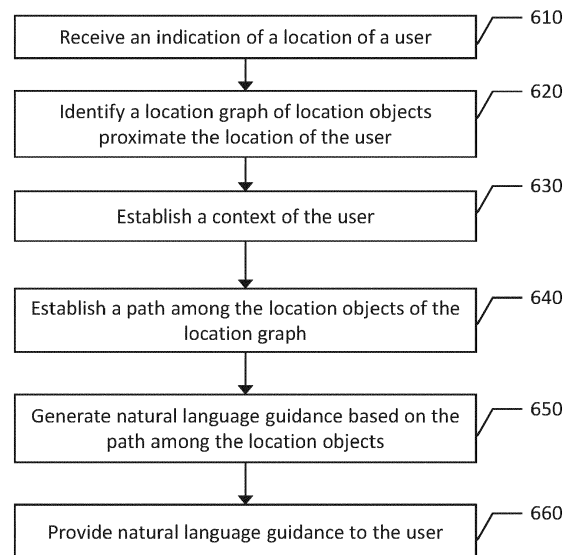 610
Receive an indication of a location of a user
620
Identify a location graph of location objects
proximate the location of the user
630
Establish a context of the user
640
Establish a path among the location objects of the
location graph
650
Generate natural language guidance based on the
path among the location objects
660
Provide natural language guidance to the user